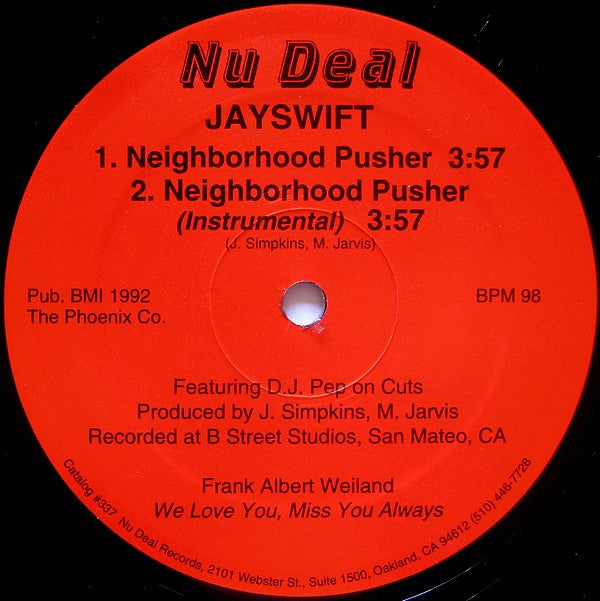 Nu Deal
JAYSWIFT
1. Neighborhood Pusher 3:57
2. Neighborhood Pusher
(Instrumental) 3:57
(J. Simpkins, M. Jarvis)
Pub. BMI 1992
The Phoenix Co.
BPM 98
Featuring D.J. Pep on Cuts
Produced by J. Simpkins, M. Jarvis
Recorded at B Street Studios, San Mateo, CA
Frank Albert Weiland
We Love You, Miss You Always
Catalog #337 Nu Deal Records, 2101 Webster St., Suite 1500, Oakland, CA 94612 (510) 446-7728